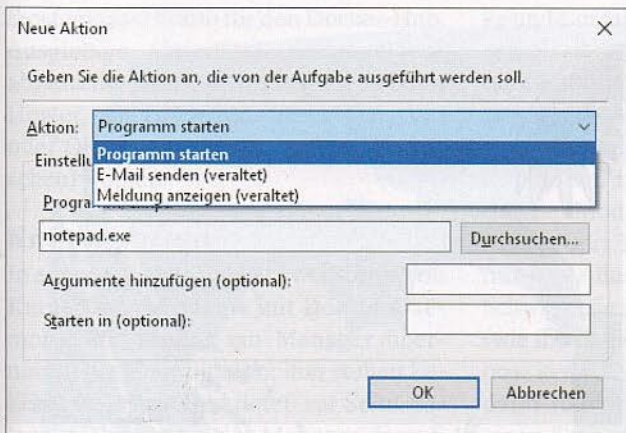 Neue Aktion
Geben Sie die Aktion an, die von der Aufgabe ausgeführt werden soll.
Aktion: Programm starten
Programm starten
Einstellu
E-Mail senden (veraltet)
Meldung anzeigen (veraltet)
notepad.exe
Durchsuchen...
Argumente hinzufügen (optional):
Starten in (optional):
OK
Abbrechen